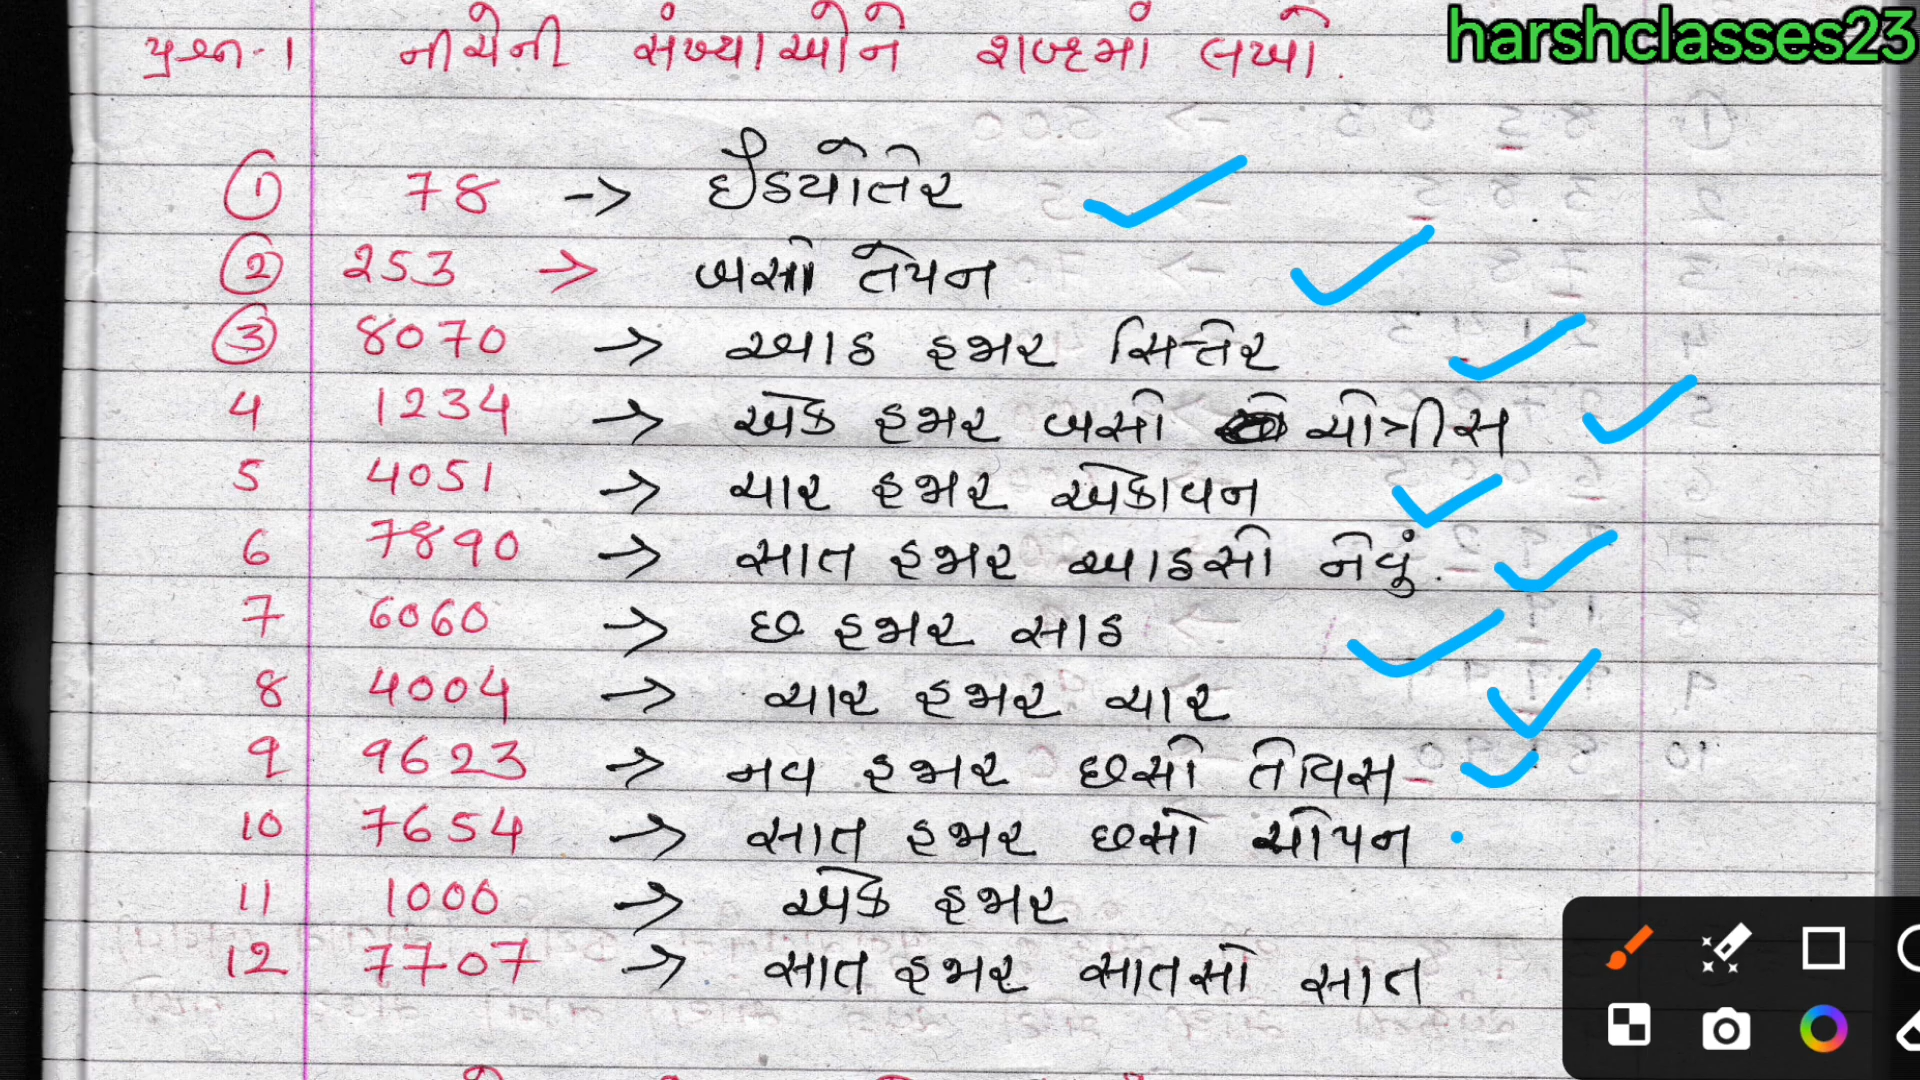 harshclasses23
પ્રશ્ન-1 નીચેની સંખ્યાઓને શબ્દમાં લખો.
① 78 → ઈઠયોતેર
② 253 → બસો તેપન
③ 8070 → આઠ હજાર સિત્તેર
4 1234 → એક હજાર બસો ચોત્રીસ
5 4051 → ચાર હજાર એકાવન
6 7890 → સાત હજાર આઠસો નેવું.
7 6060 → છ હજાર સાઠ
8 4004 → ચાર હજાર ચાર
9 9623 → નવ હજાર છસો તેવિસ
10 7654 → સાત હજાર છસો ચોપન
11 1000 → એક હજાર
12 7707 → સાત હજાર સાતસો સાત